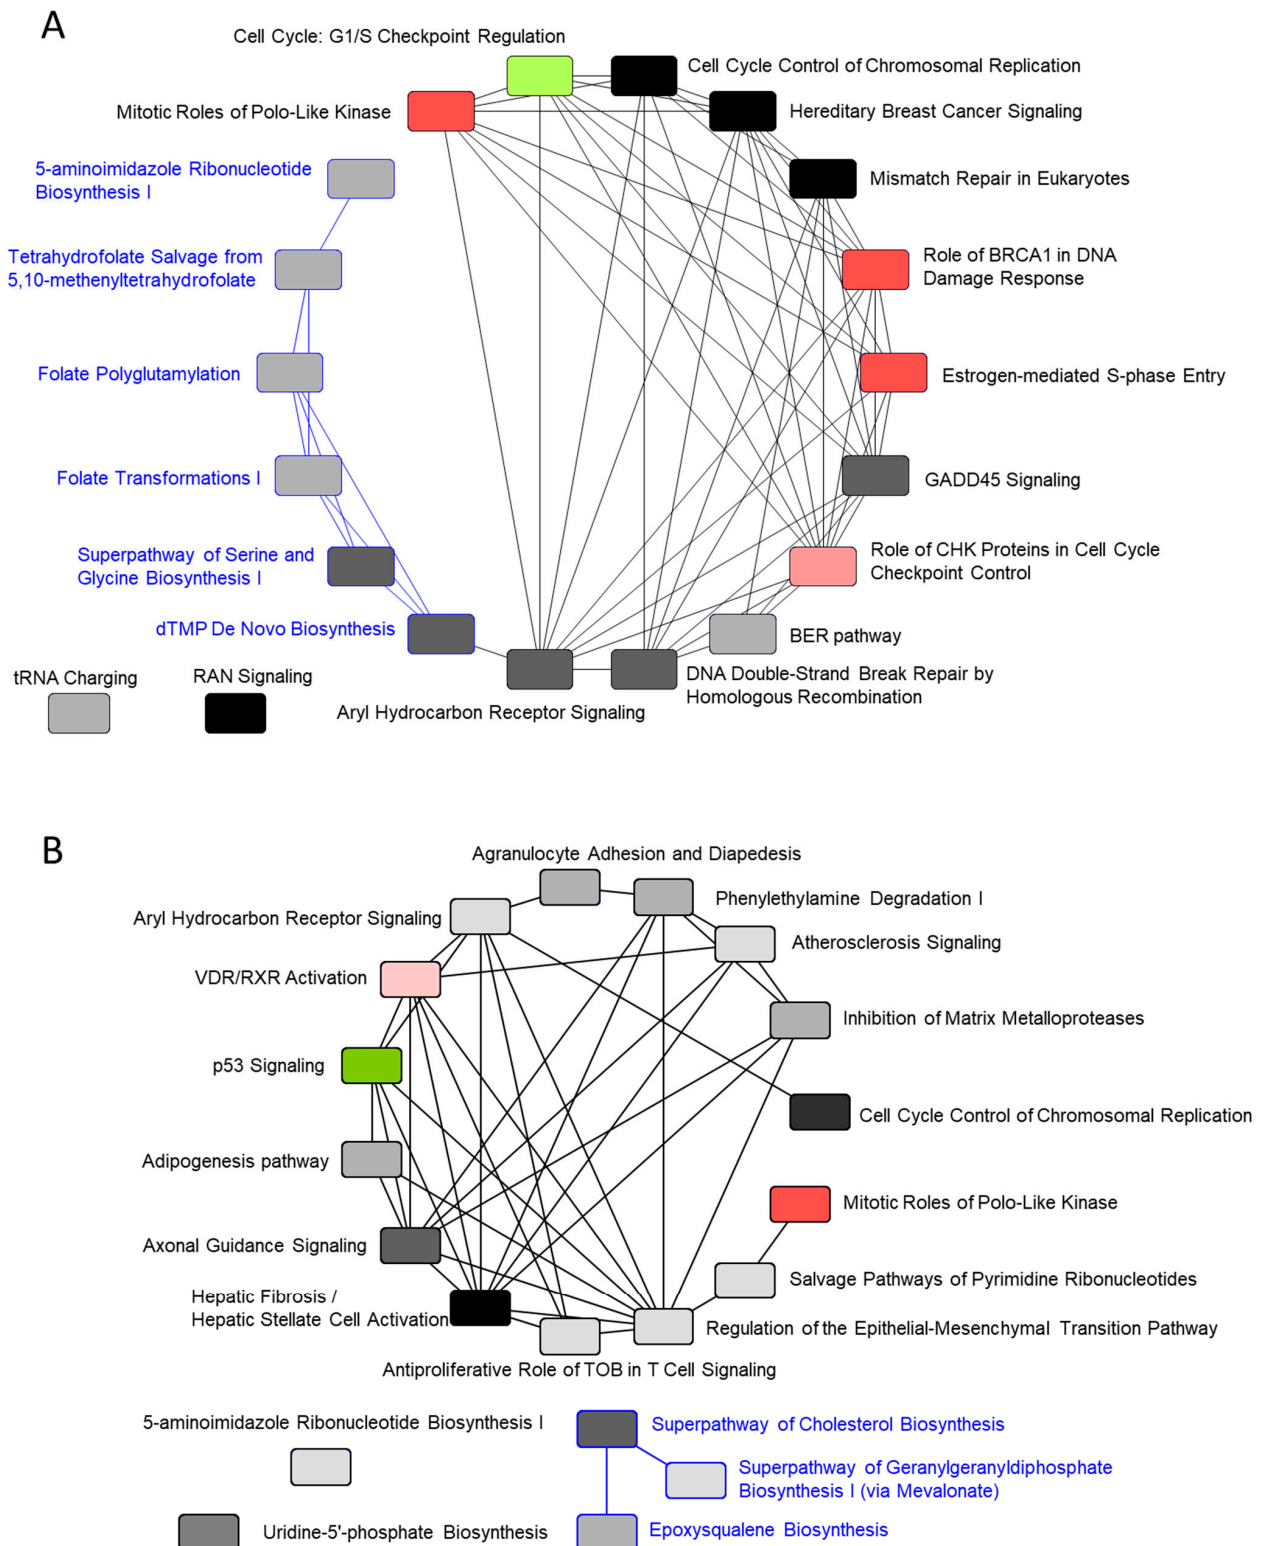 A
Cell Cycle: G1/S Checkpoint Regulation
Cell Cycle Control of Chromosomal Replication
Mitotic Roles of Polo-Like Kinase
Hereditary Breast Cancer Signaling
5-aminoimidazole Ribonucleotide
Biosynthesis I
Mismatch Repair in Eukaryotes
Tetrahydrofolate Salvage from
5,10-methenyltetrahydrofolate
Role of BRCA1 in DNA
Damage Response
Folate Polyglutamylation
Estrogen-mediated S-phase Entry
Folate Transformations I
GADD45 Signaling
Superpathway of Serine and
Glycine Biosynthesis I
Role of CHK Proteins in Cell Cycle
Checkpoint Control
dTMP De Novo Biosynthesis
BER pathway
tRNA Charging
RAN Signaling
DNA Double-Strand Break Repair by
Homologous Recombination
Aryl Hydrocarbon Receptor Signaling
B
Agranulocyte Adhesion and Diapedesis
Phenylethylamine Degradation I
Aryl Hydrocarbon Receptor Signaling
Atherosclerosis Signaling
VDR/RXR Activation
Inhibition of Matrix Metalloproteases
p53 Signaling
Cell Cycle Control of Chromosomal Replication
Adipogenesis pathway
Mitotic Roles of Polo-Like Kinase
Axonal Guidance Signaling
Salvage Pathways of Pyrimidine Ribonucleotides
Hepatic Fibrosis /
Hepatic Stellate Cell Activation
Regulation of the Epithelial-Mesenchymal Transition Pathway
Antiproliferative Role of TOB in T Cell Signaling
5-aminoimidazole Ribonucleotide Biosynthesis I
Superpathway of Cholesterol Biosynthesis
Superpathway of Geranylgeranyldiphosphate
Biosynthesis I (via Mevalonate)
Uridine-5'-phosphate Biosynthesis
Epoxysqualene Biosynthesis